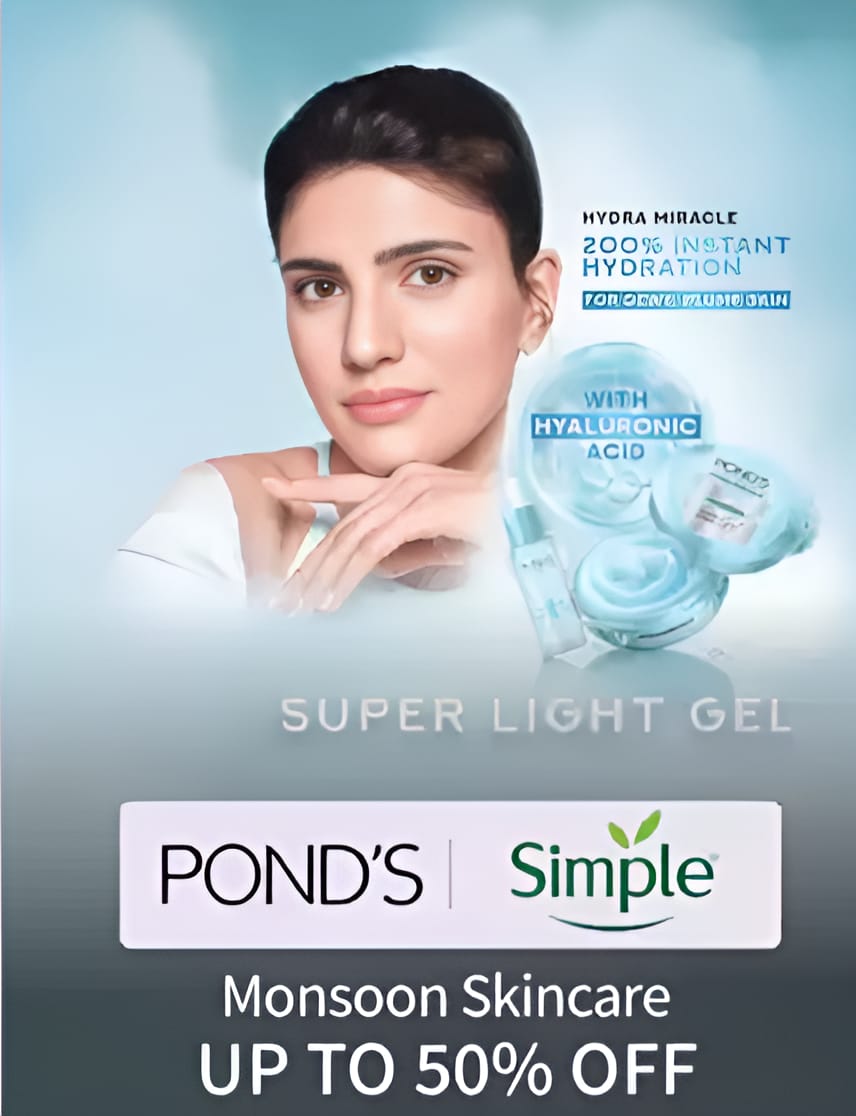 HYDRA MIRACLE
200% INSTANT
HYDRATION
WITH
HYALURONIC
ACID
POND'S
SUPER LIGHT GEL
POND'S
Simple
Monsoon Skincare
UP TO 50% OFF